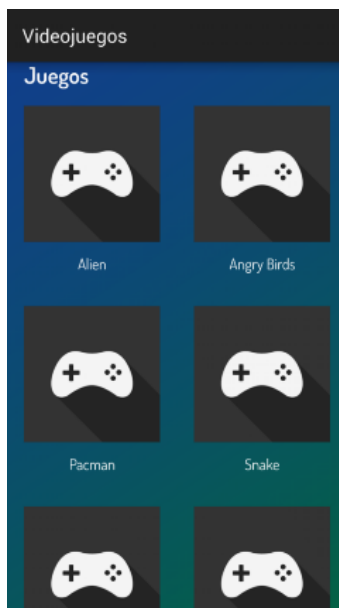 Videojuegos
Juegos
Alien
Angry Birds
Pacman
Snake